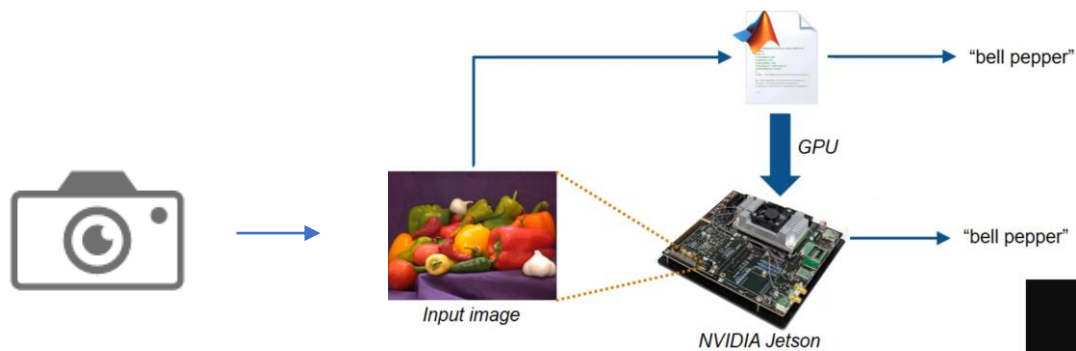 “bell pepper”
GPU
“bell pepper”
Input image
NVIDIA Jetson